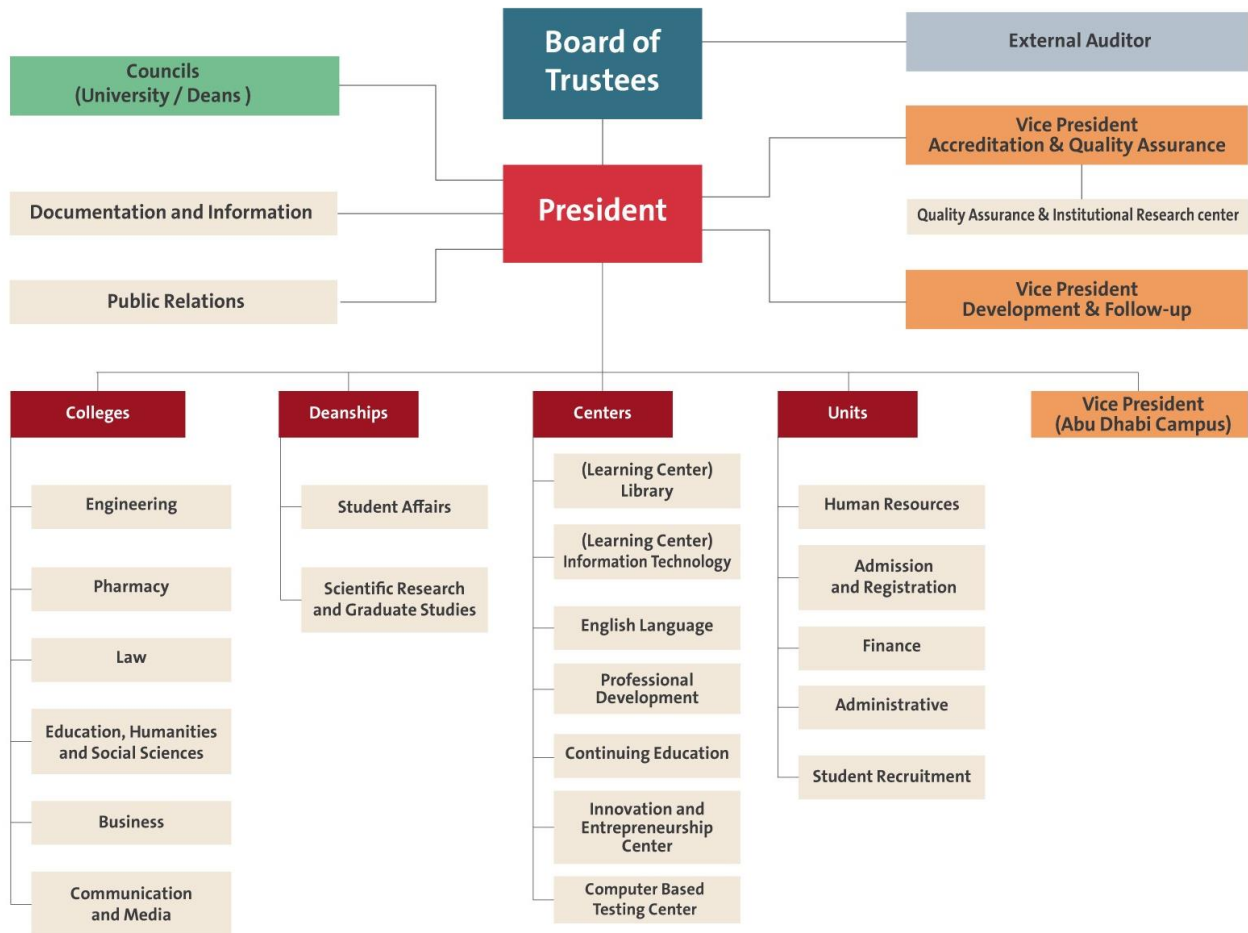 Board of
Trustees
External Auditor
Councils
(University / Deans )
Vice President
Accreditation & Quality Assurance
President
Documentation and Information
Quality Assurance & Institutional Research center
Public Relations
Vice President
Development & Follow-up
Colleges
Deanships
Centers
Units
Vice President
(Abu Dhabi Campus)
Engineering
Pharmacy
Law
Education, Humanities
and Social Sciences
Business
Communication
and Media
Student Affairs
Scientific Research
and Graduate Studies
(Learning Center)
Library
(Learning Center)
Information Technology
English Language
Professional
Development
Continuing Education
Innovation and
Entrepreneurship
Center
Computer Based
Testing Center
Human Resources
Admission
and Registration
Finance
Administrative
Student Recruitment